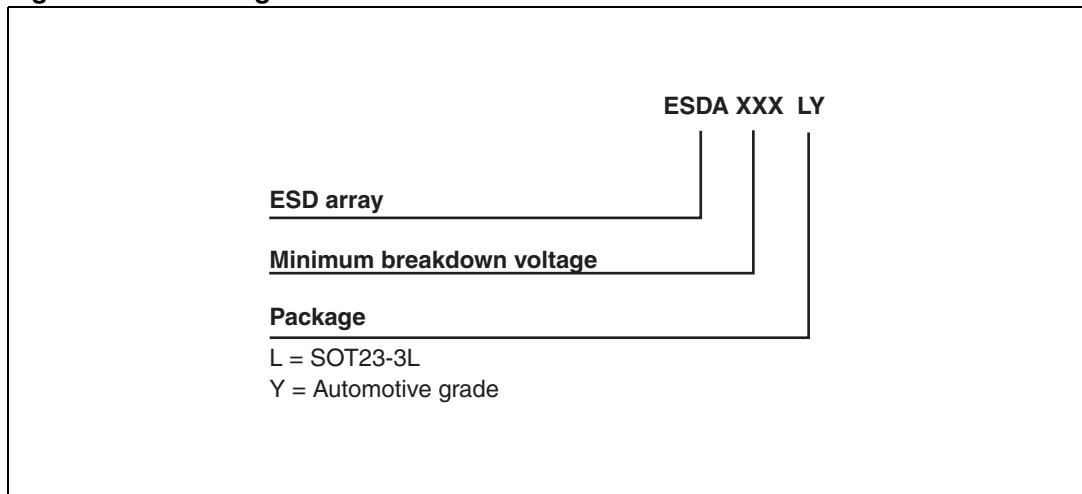 ESDA XXX LY
ESD array
Minimum breakdown voltage
Package
L = SOT23-3L
Y = Automotive grade